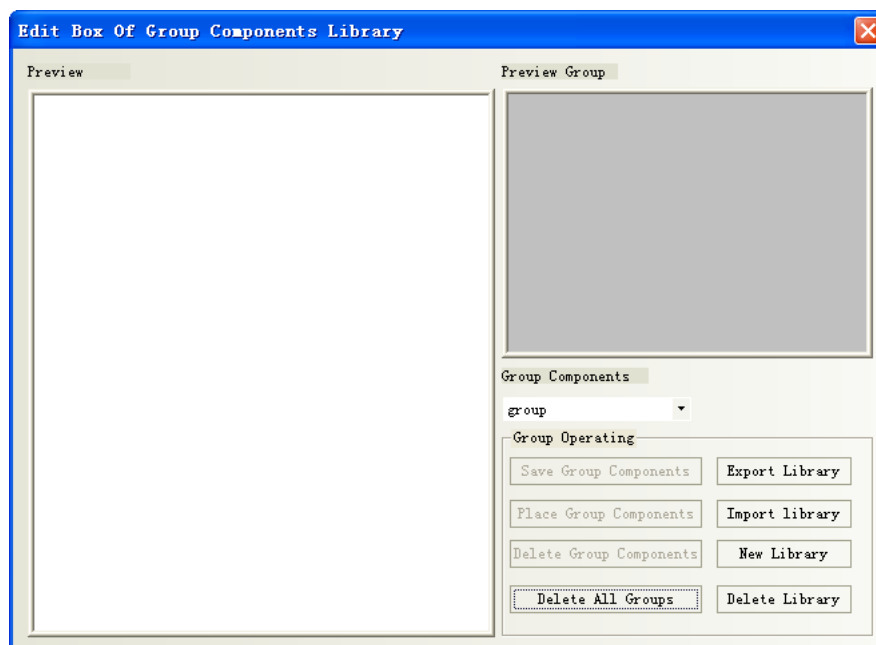 Edit Box Of Group Components Library
Preview
Preview Group
Group Components
group
Group Operating
Save Group Components
Export Library
Place Group Components
Import library
Delete Group Components
New Library
Delete All Groups
Delete Library